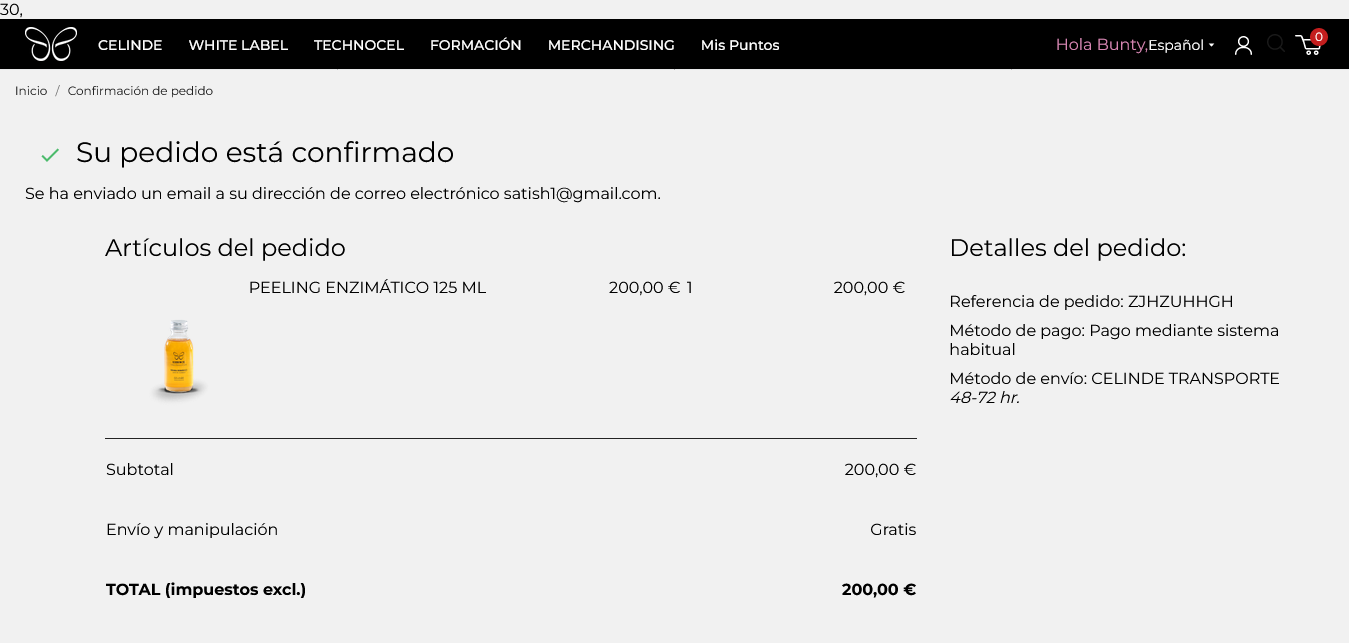 30,
CELINDE WHITE LABEL TECHNOCEL FORMACIÓN MERCHANDISING Mis Puntos Hola Bunty, Español 0
Inicio / Confirmación de pedido
Su pedido está confirmado
Se ha enviado un email a su dirección de correo electrónico satish1@gmail.com.
Artículos del pedido
PEELING ENZIMÁTICO 125 ML 200,00 € 1 200,00 €
Subtotal 200,00 €
Envío y manipulación Gratis
TOTAL (impuestos excl.) 200,00 €
Detalles del pedido:
Referencia de pedido: ZJHZUHHGH
Método de pago: Pago mediante sistema
habitual
Método de envío: CELINDE TRANSPORTE
48-72 hr.